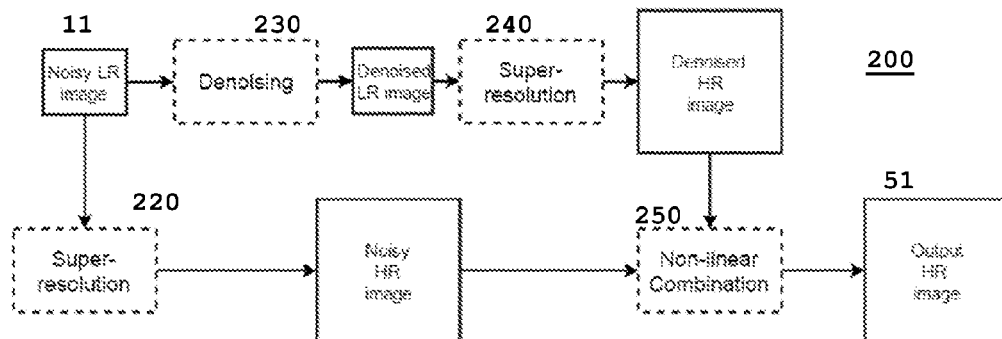 11
230
240
200
Noisy LR
image
Denoising
Denoised
LR image
Super-
resolution
Denoised
HR
image
220
250
51
Super-
resolution
Noisy
HR
image
Non-linear
Combination
Output
HR
image